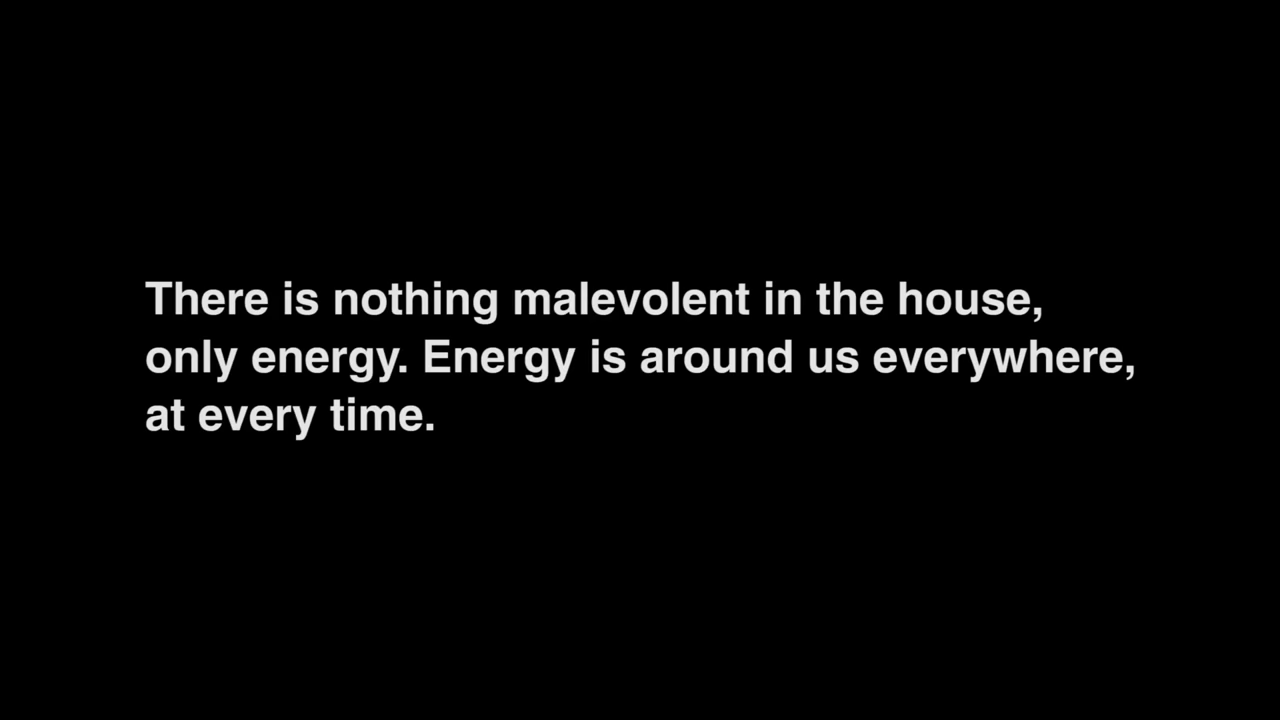 There is nothing malevolent in the house,
only energy. Energy is around us everywhere,
at every time.